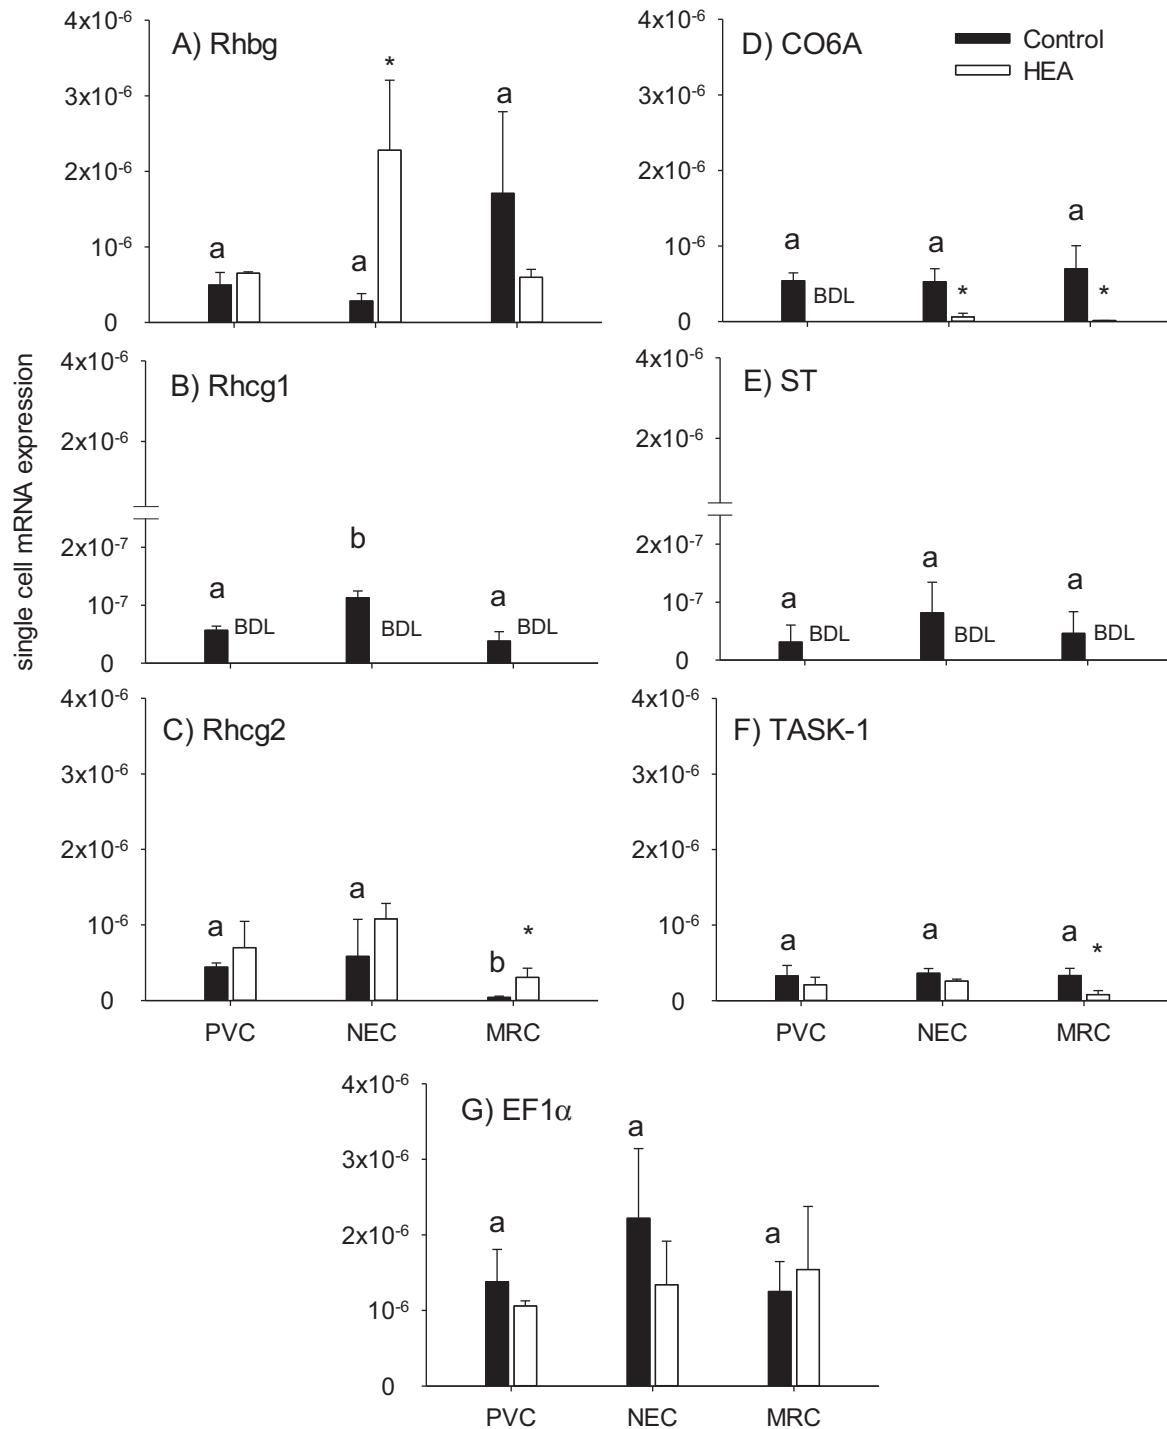 single cell mRNA expression
A) Rhbg
4x10-6
3x10-6
2x10-6
10-6
0
a
a
*
a
B) Rhcg1
4x10-6
2x10-6
2x10-7
10-7
0
a
BDL
b
BDL
a
BDL
C) Rhcg2
4x10-6
3x10-6
2x10-6
10-6
0
a
a
b
*
PVC NEC MRC
D) CO6A
Control
HEA
4x10-6
3x10-6
2x10-6
10-6
0
a
BDL
a
*
a
*
E) ST
4x10-6
2x10-6
2x10-7
10-7
0
a
BDL
a
BDL
a
BDL
F) TASK-1
4x10-6
3x10-6
2x10-6
10-6
0
a
a
a
*
PVC NEC MRC
G) EF1α
4x10-6
3x10-6
2x10-6
10-6
0
a
a
a
PVC NEC MRC